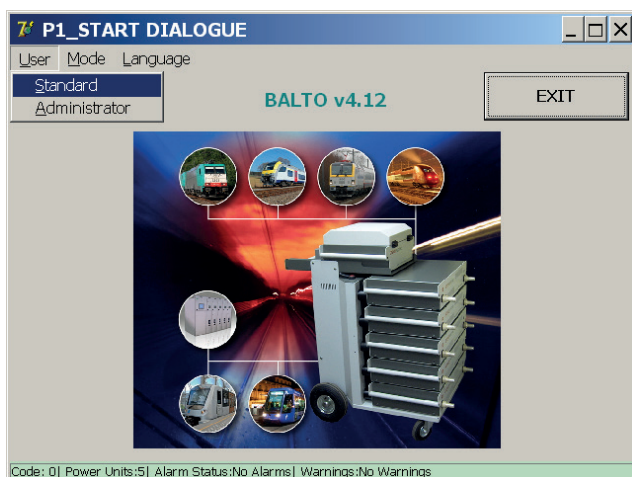 P1_START DIALOGUE
User Mode Language
Standard
Administrator
BALTO v4.12
EXIT
Code: 0| Power Units:5| Alarm Status:No Alarms| Warnings:No Warnings